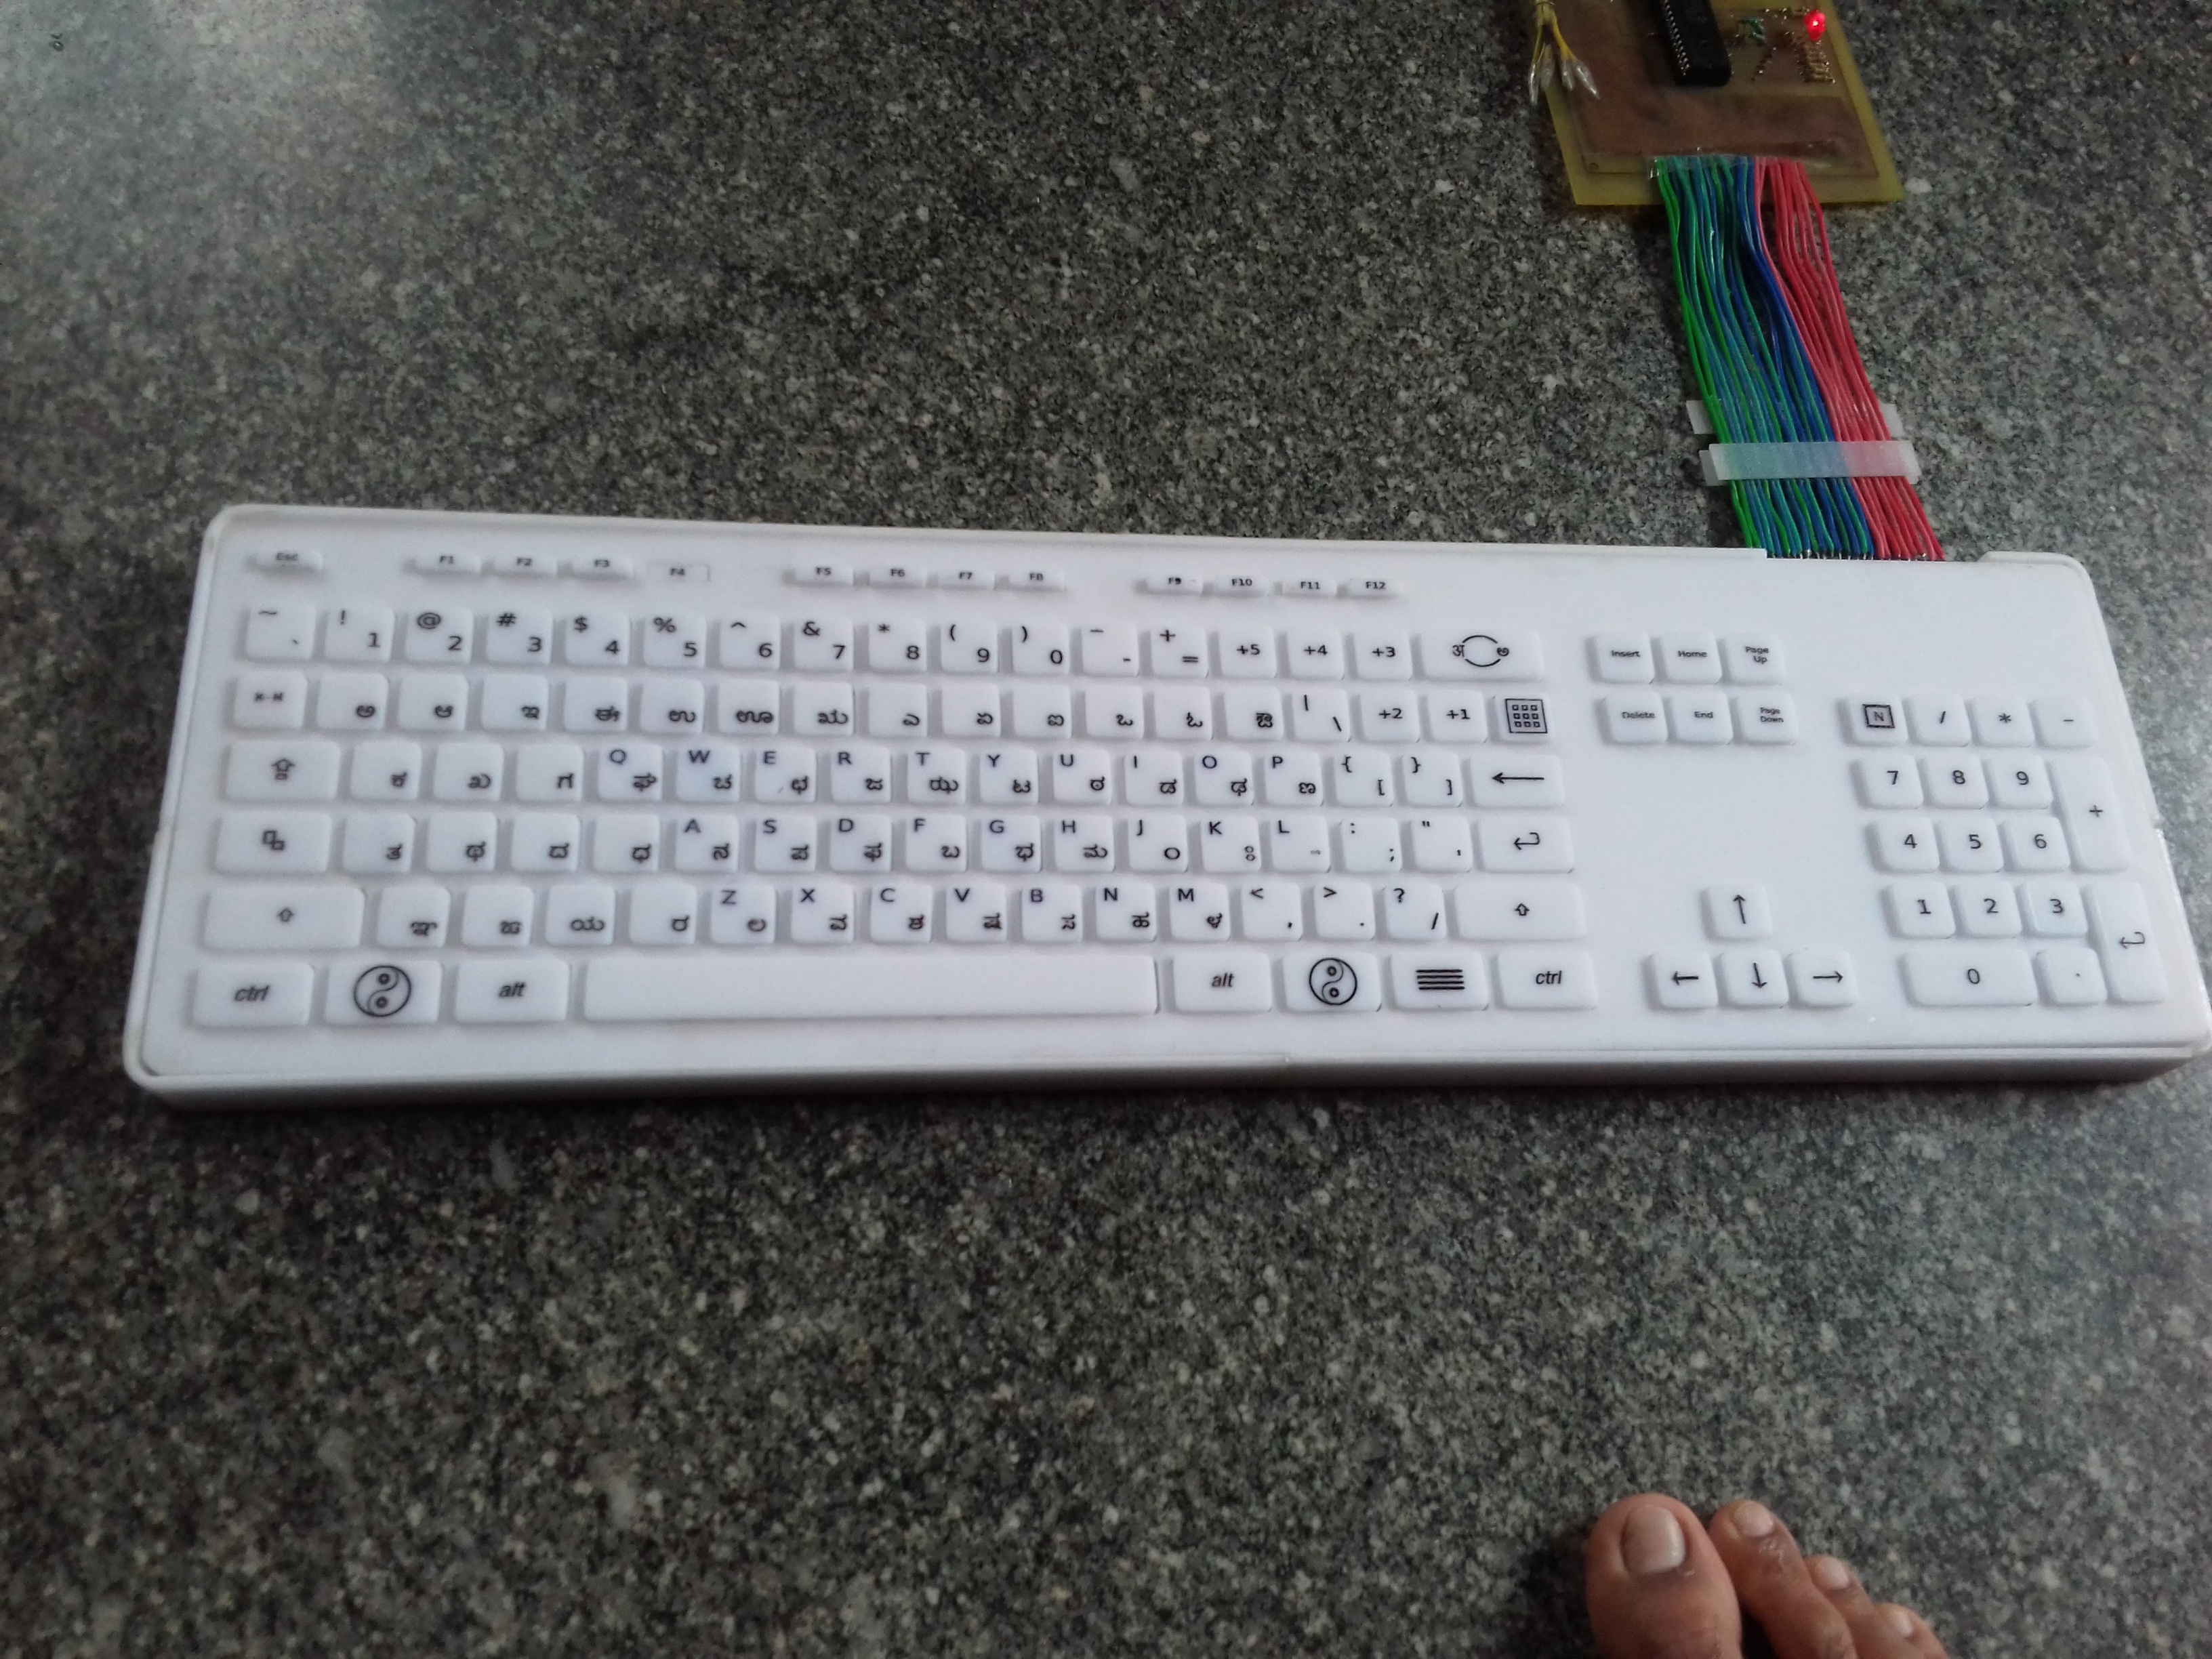 Esc F1 F2 F3 F4 F5 F6 F7 F8 F9 F10 F11 F12
~ ` ! 1 @ 2 # 3 $ 4 % 5 ^ 6 & 7 * 8 ( 9 ) 0 _ - + = +5 +4 +3 अ ಅ Insert Home Page Up
ಅ ಆ ಇ ಈ ಉ ಊ ಋ ಎ ಏ ಐ ಒ ಓ ಔ | \ +2 +1 Delete End Page Down N / * -
ಕ ಖ ಗ Q ಘ W ಚ E ಛ R ಜ T ಝ Y ಟ U ಠ I ಡ O ಢ P ಣ { [ } ] ← 7 8 9 +
ತ ಥ ದ ಧ A ನ S ಪ D ಫ F ಬ G ಭ H ಮ J ಂ K ಃ L : ; " ' 4 5 6
ಞ ಙ ಯ ರ Z ಲ X ವ C ಶ V ಷ B ಸ N ಹ M ಳ < , > . ? / ↑ 1 2 3
ctrl alt alt ctrl ← ↓ → 0 .